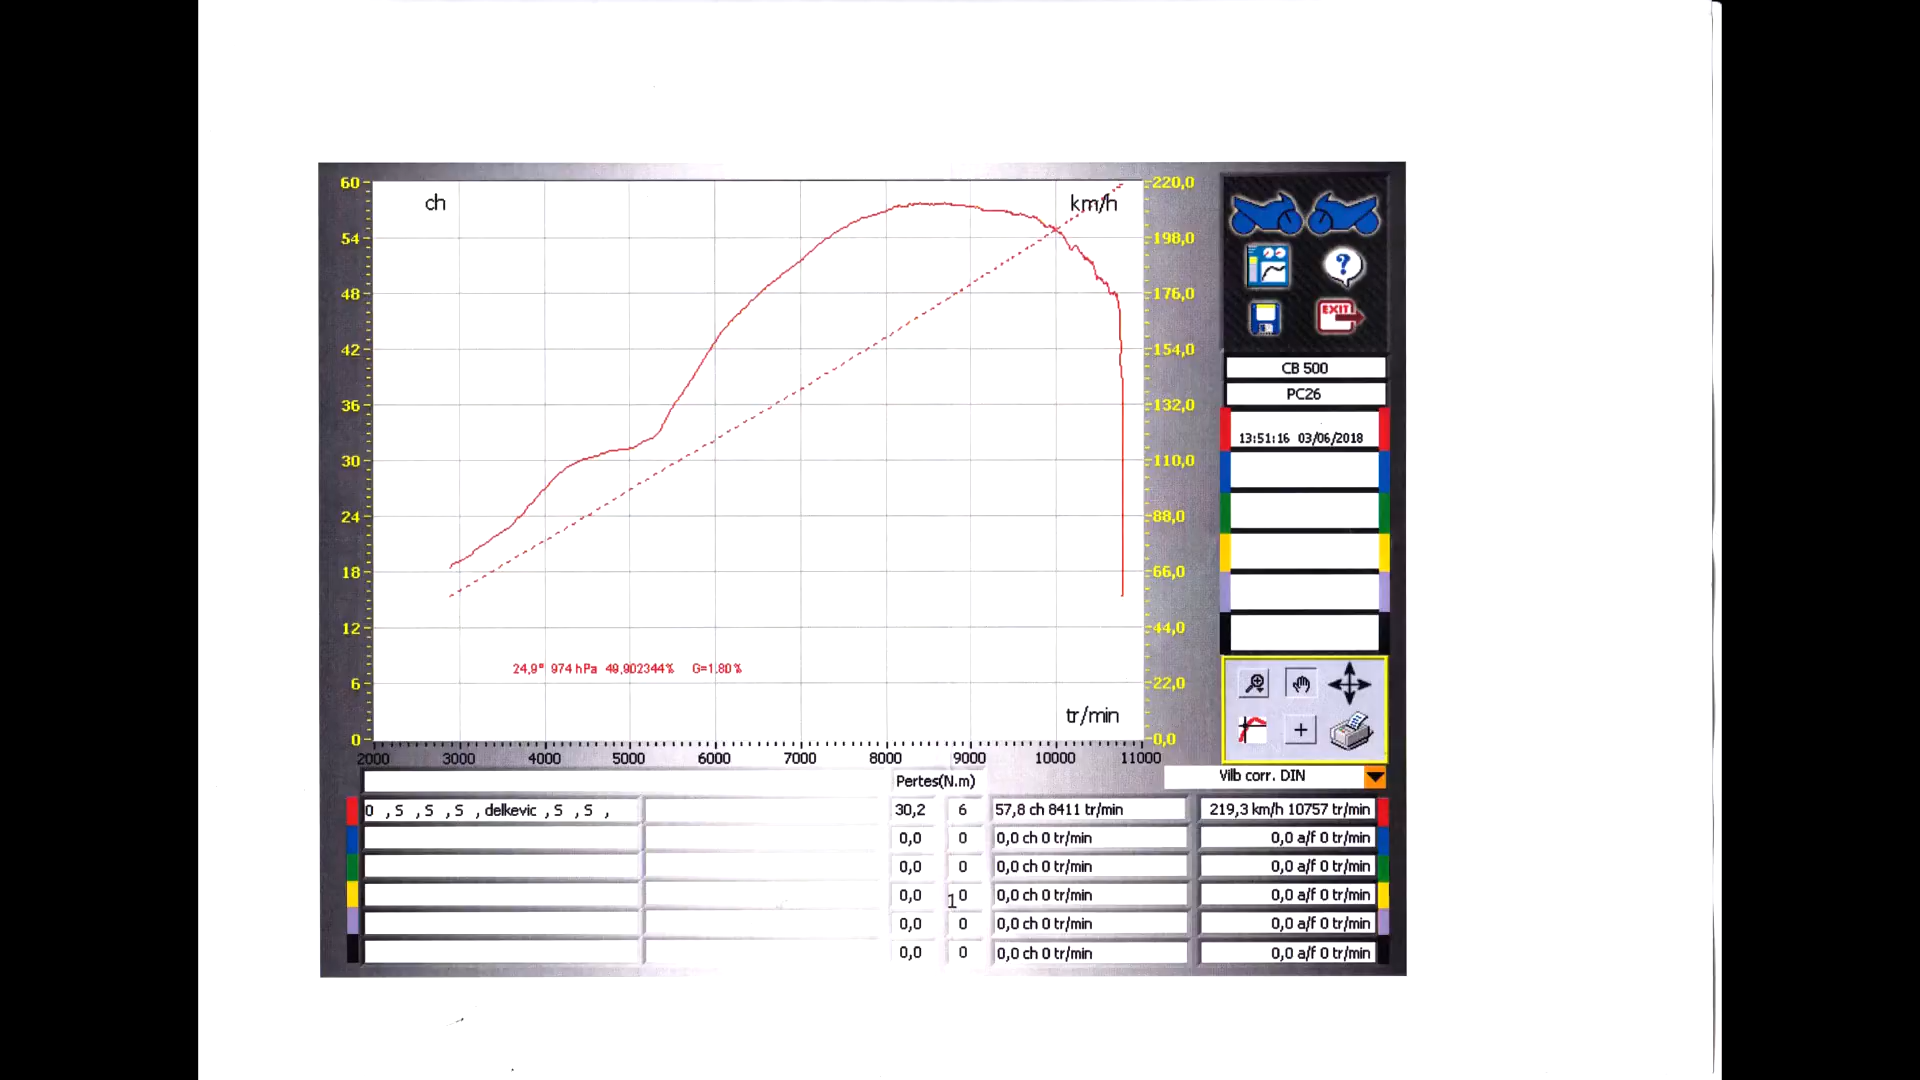 ch
km/h
60
54
48
42
36
30
24
18
12
6
0
220,0
198,0
176,0
154,0
132,0
110,0
88,0
66,0
44,0
22,0
0,0
24,9° 974 hPa 49,902344% G=1.80%
tr/min
2000 3000 4000 5000 6000 7000 8000 9000 10000 11000
?
EXIT
CB 500
PC26
13:51:16 03/06/2018
Vilb corr. DIN
Pertes(N.m)
0 , S , S , S , delkevic , S , S , 30,2 6 57,8 ch 8411 tr/min 219,3 km/h 10757 tr/min
0,0 0 0,0 ch 0 tr/min 0,0 a/f 0 tr/min
0,0 0 0,0 ch 0 tr/min 0,0 a/f 0 tr/min
0,0 10 0,0 ch 0 tr/min 0,0 a/f 0 tr/min
0,0 0 0,0 ch 0 tr/min 0,0 a/f 0 tr/min
0,0 0 0,0 ch 0 tr/min 0,0 a/f 0 tr/min